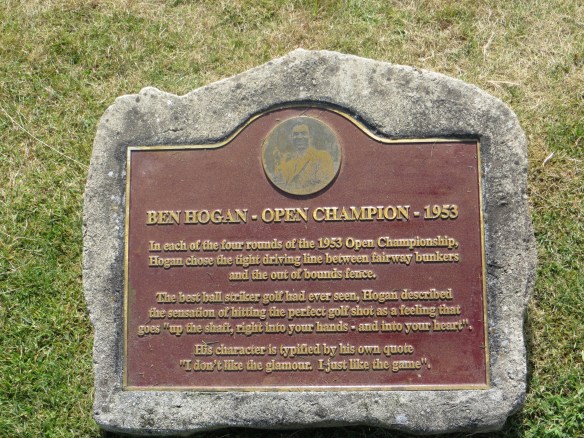 BEN HOGAN - OPEN CHAMPION - 1953
In each of the four rounds of the 1953 Open Championship,
Hogan chose the tight driving line between fairway bunkers
and the out of bounds fence.
The best ball striker golf had ever seen, Hogan described
the sensation of hitting the perfect golf shot as a feeling that
goes "up the shaft, right into your hands - and into your heart".
His character is typified by his own quote
"I don't like the glamour. I just like the game".